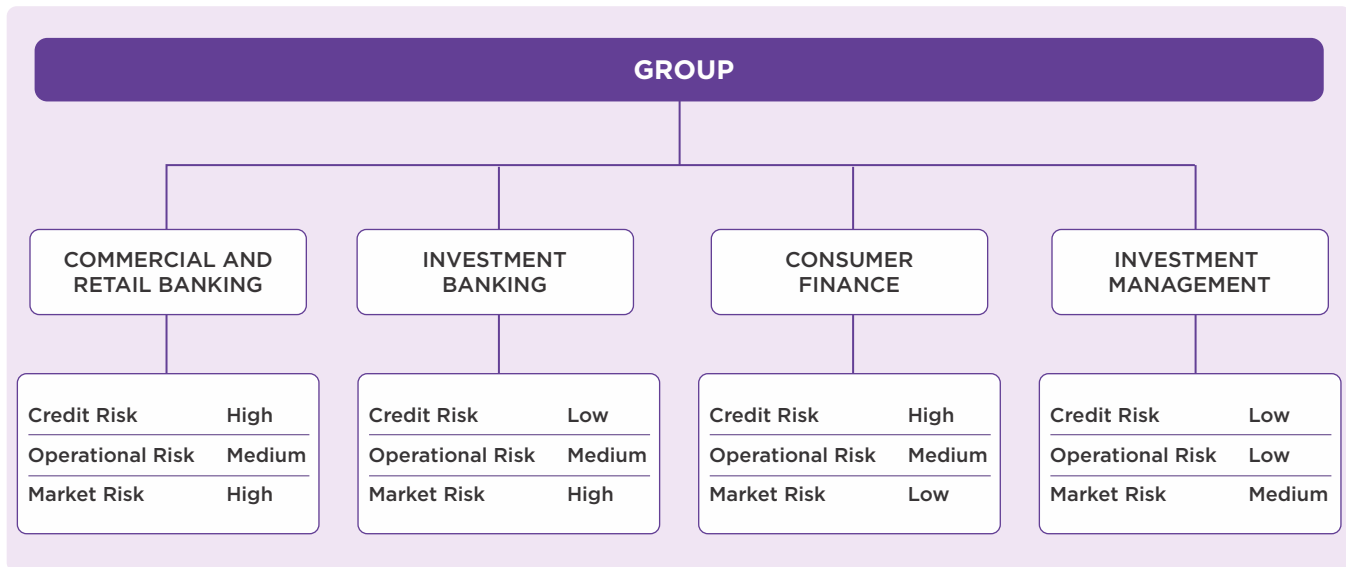 GROUP
COMMERCIAL AND
RETAIL BANKING
INVESTMENT
BANKING
CONSUMER
FINANCE
INVESTMENT
MANAGEMENT
Credit Risk High
Operational Risk Medium
Market Risk High
Credit Risk Low
Operational Risk Medium
Market Risk High
Credit Risk High
Operational Risk Medium
Market Risk Low
Credit Risk Low
Operational Risk Low
Market Risk Medium